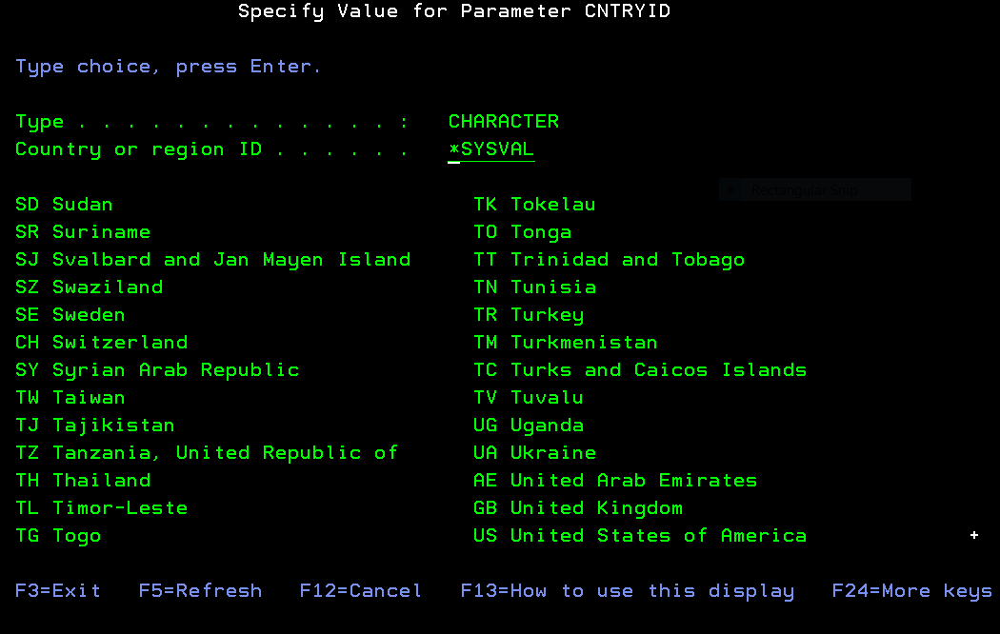 Specify Value for Parameter CNTRYID
Type choice, press Enter.
Type . . . . . . . . . . . . . . : CHARACTER
Country or region ID . . . . . . *SYSVAL
Rectangular Snip
SD Sudan TK Tokelau
SR Suriname TO Tonga
SJ Svalbard and Jan Mayen Island TT Trinidad and Tobago
SZ Swaziland TN Tunisia
SE Sweden TR Turkey
CH Switzerland TM Turkmenistan
SY Syrian Arab Republic TC Turks and Caicos Islands
TW Taiwan TV Tuvalu
TJ Tajikistan UG Uganda
TZ Tanzania, United Republic of UA Ukraine
TH Thailand AE United Arab Emirates
TL Timor-Leste GB United Kingdom
TG Togo US United States of America +
F3=Exit F5=Refresh F12=Cancel F13=How to use this display F24=More keys